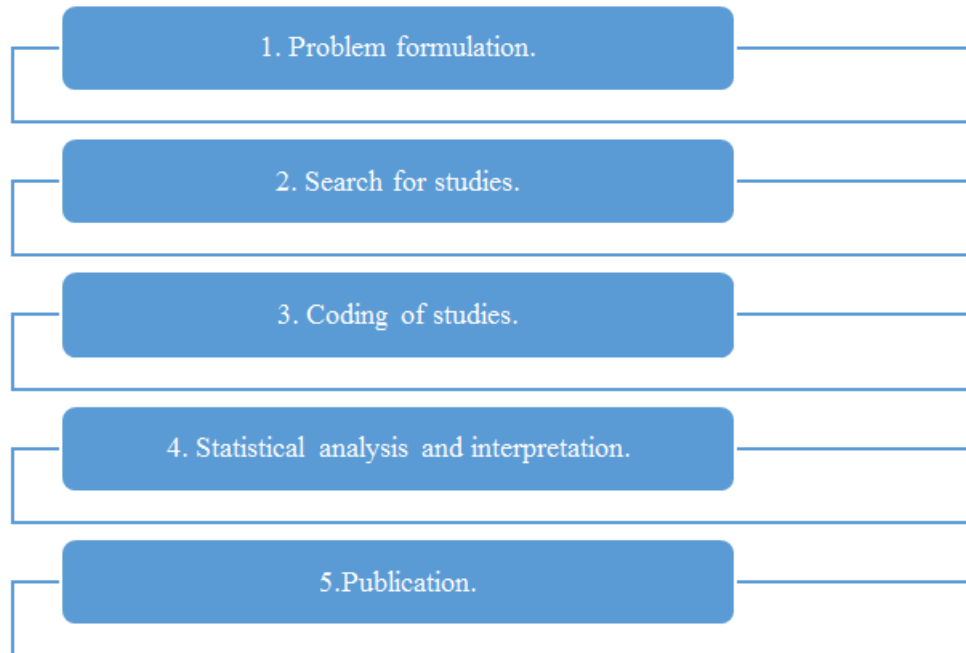 1. Problem formulation.
2. Search for studies.
3. Coding of studies.
4. Statistical analysis and interpretation.
5.Publication.